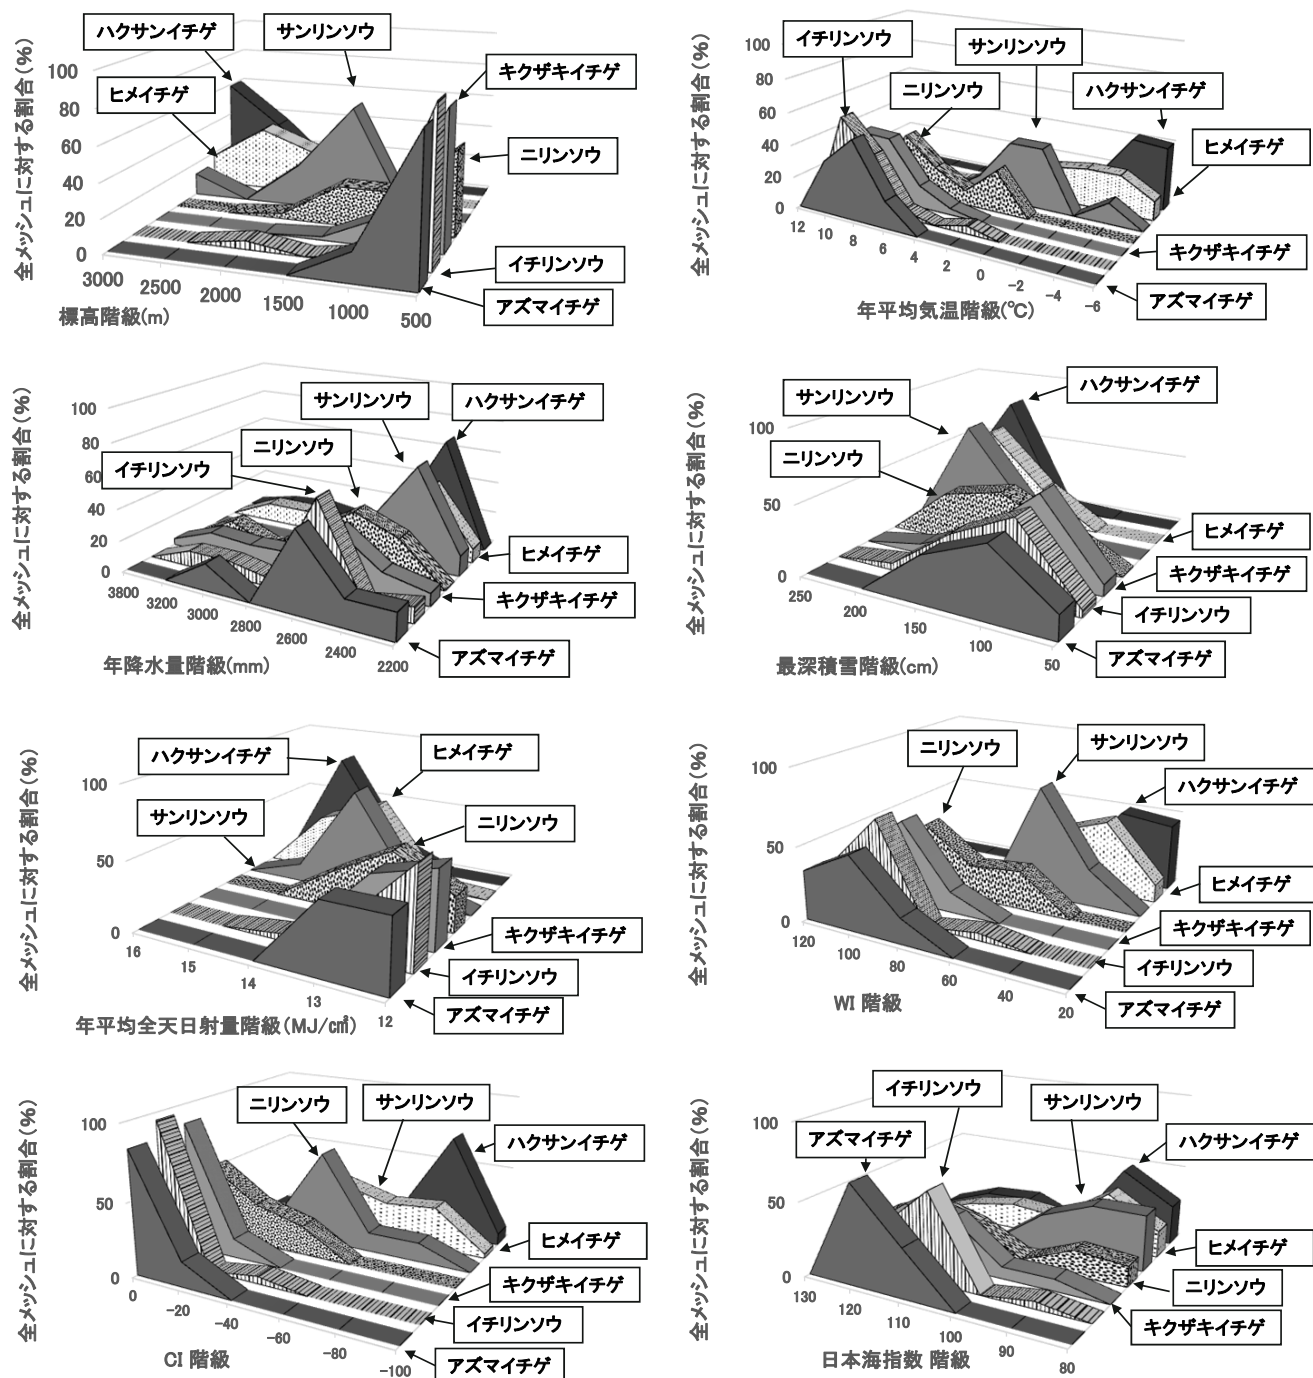 全メッシュに対する割合(%)
100
80
60
40
20
0
ハクサンイチゲ
サンリンソウ
キクザキイチゲ
ヒメイチゲ
ニリンソウ
イチリンソウ
アズマイチゲ
3000
2500
2000
1500
1000
500
標高階級(m)
全メッシュに対する割合(%)
100
80
60
40
20
0
イチリンソウ
サンリンソウ
ニリンソウ
ハクサンイチゲ
ヒメイチゲ
キクザキイチゲ
アズマイチゲ
12
10
8
6
4
2
0
-2
-4
-6
年平均気温階級(℃)
全メッシュに対する割合(%)
100
80
60
40
20
0
サンリンソウ
ハクサンイチゲ
ニリンソウ
イチリンソウ
ヒメイチゲ
キクザキイチゲ
アズマイチゲ
3800
3200
3000
2800
2600
2400
2200
年降水量階級(mm)
全メッシュに対する割合(%)
100
50
0
サンリンソウ
ハクサンイチゲ
ニリンソウ
ヒメイチゲ
キクザキイチゲ
イチリンソウ
アズマイチゲ
250
200
150
100
50
最深積雪階級(cm)
全メッシュに対する割合(%)
100
50
0
ハクサンイチゲ
ヒメイチゲ
サンリンソウ
ニリンソウ
キクザキイチゲ
イチリンソウ
アズマイチゲ
16
15
14
13
12
年平均全天日射量階級(MJ/c㎡)
全メッシュに対する割合(%)
100
50
0
ニリンソウ
サンリンソウ
ハクサンイチゲ
ヒメイチゲ
キクザキイチゲ
イチリンソウ
アズマイチゲ
120
100
80
60
40
20
WI 階級
全メッシュに対する割合(%)
100
50
0
ニリンソウ
サンリンソウ
ハクサンイチゲ
ヒメイチゲ
キクザキイチゲ
イチリンソウ
アズマイチゲ
0
-20
-40
-60
-80
-100
CI 階級
全メッシュに対する割合(%)
100
50
0
イチリンソウ
サンリンソウ
アズマイチゲ
ハクサンイチゲ
ヒメイチゲ
ニリンソウ
キクザキイチゲ
130
120
110
100
90
80
日本海指数 階級